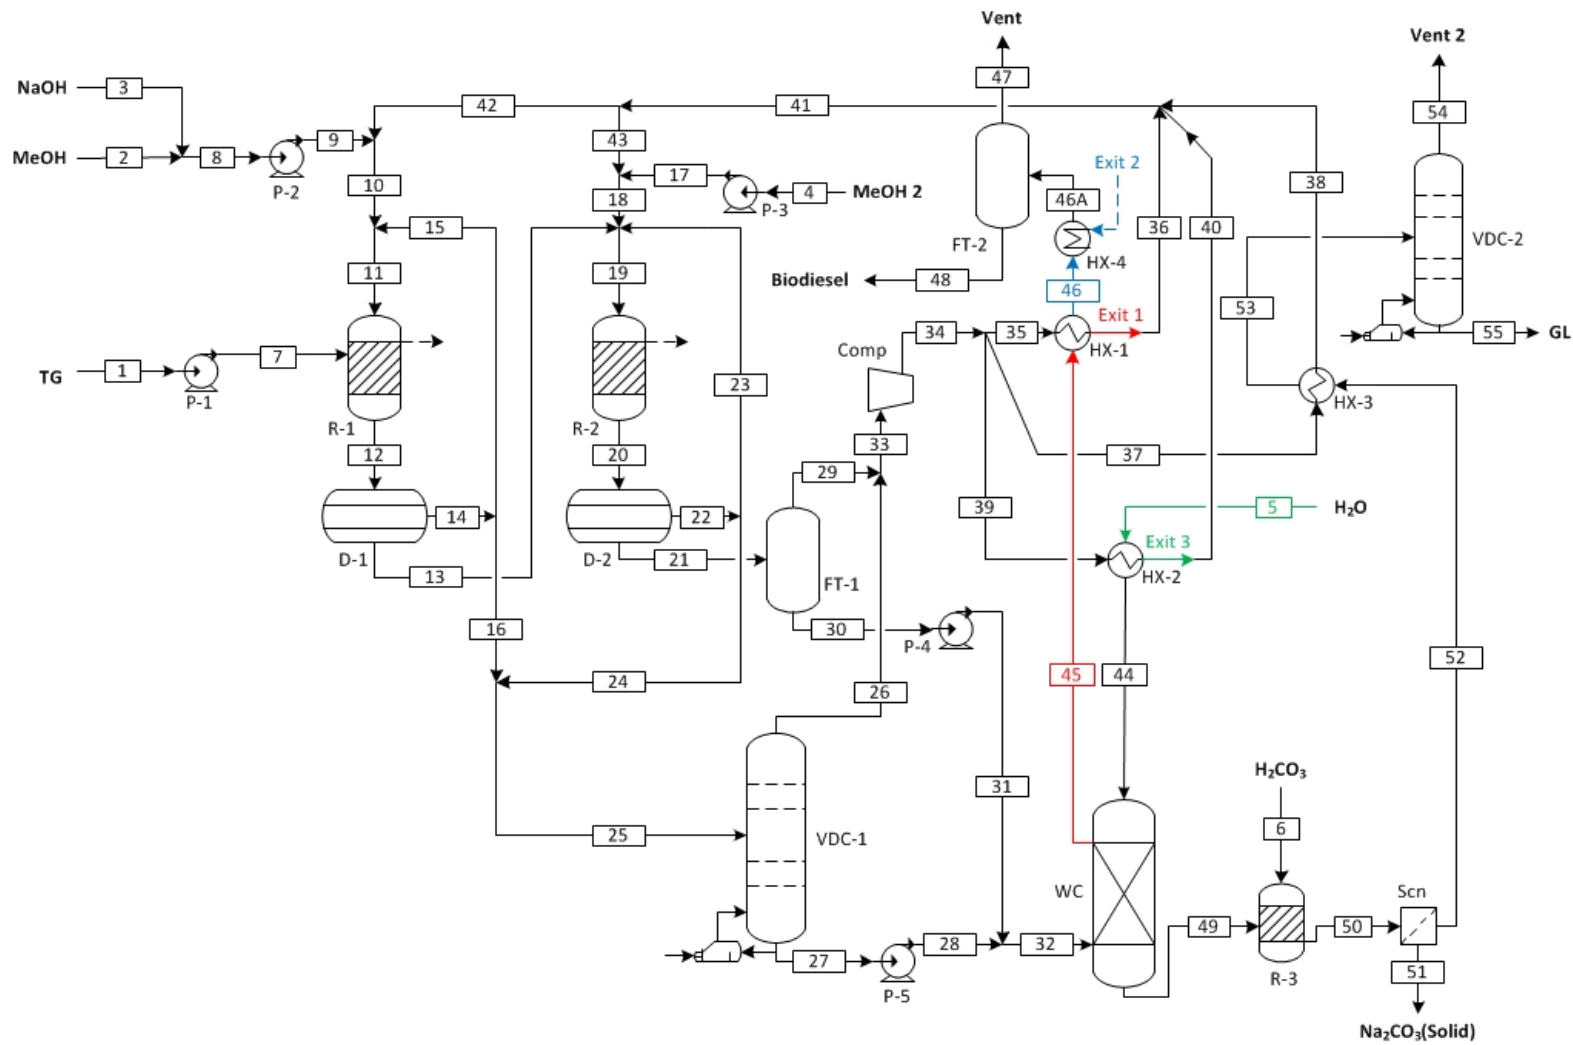 Vent
Vent 2
47
54
NaOH
3
42
41
9
43
MeOH
2
8
P-2
Exit 2
17
10
46A
38
18
P-3
4
MeOH 2
15
36
40
FT-2
HX-4
VDC-2
11
19
Biodiesel
48
46
53
34
35
Exit 1
55
GL
Comp
HX-1
TG
1
7
P-1
23
HX-3
R-1
R-2
33
12
20
37
29
39
5
H₂O
14
22
Exit 3
D-1
D-2
21
HX-2
13
FT-1
16
30
P-4
52
45
44
24
26
H₂CO₃
31
6
25
VDC-1
WC
Scn
49
50
28
32
27
51
R-3
P-5
Na₂CO₃(Solid)